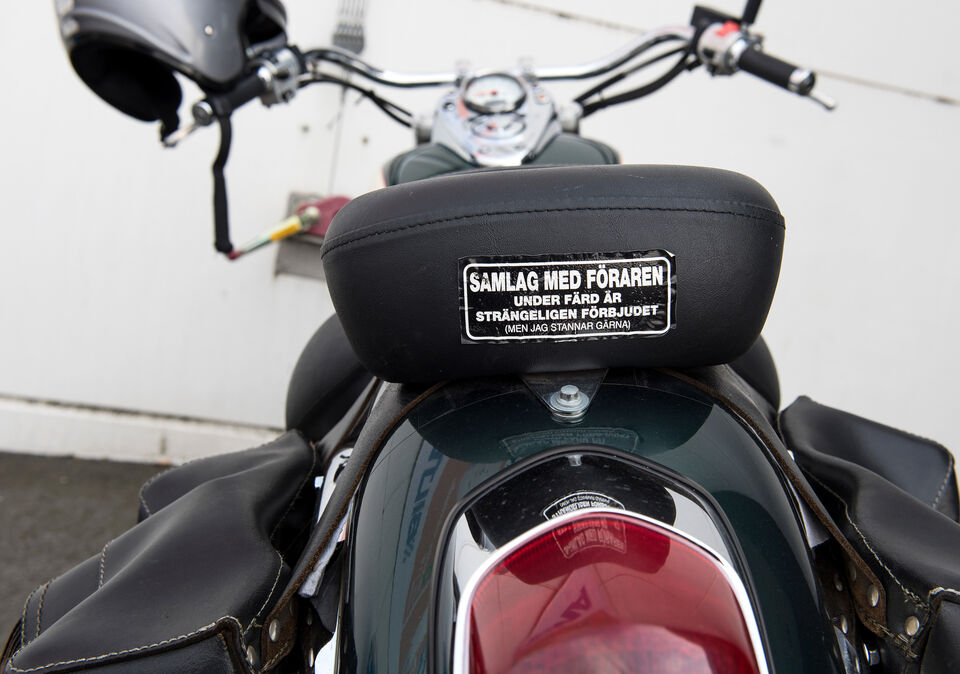 SAMLAG MED FÖRAREN
UNDER FÄRD ÄR
STRÄNGELIGEN FÖRBJUDET
(MEN JAG STANNAR GÄRNA)